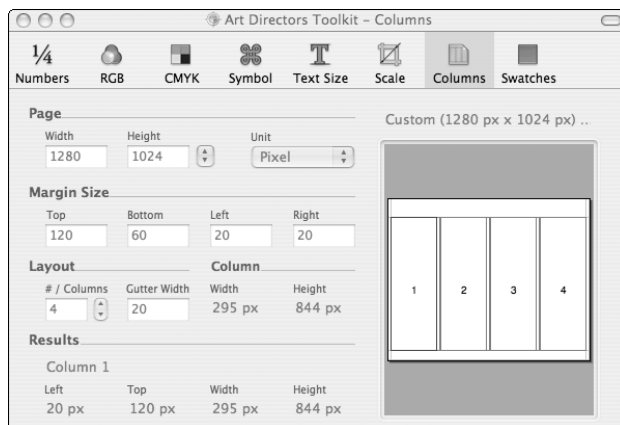 Art Directors Toolkit – Columns
¼
Numbers RGB CMYK Symbol Text Size Scale Columns Swatches
Page
Width Height Unit
1280 1024 Pixel
Custom (1280 px x 1024 px) ...
Margin Size
Top Bottom Left Right
120 60 20 20
Layout Column
# / Columns Gutter Width Width Height
4 20 295 px 844 px
Results
Column 1
Left Top Width Height
20 px 120 px 295 px 844 px
1 2 3 4